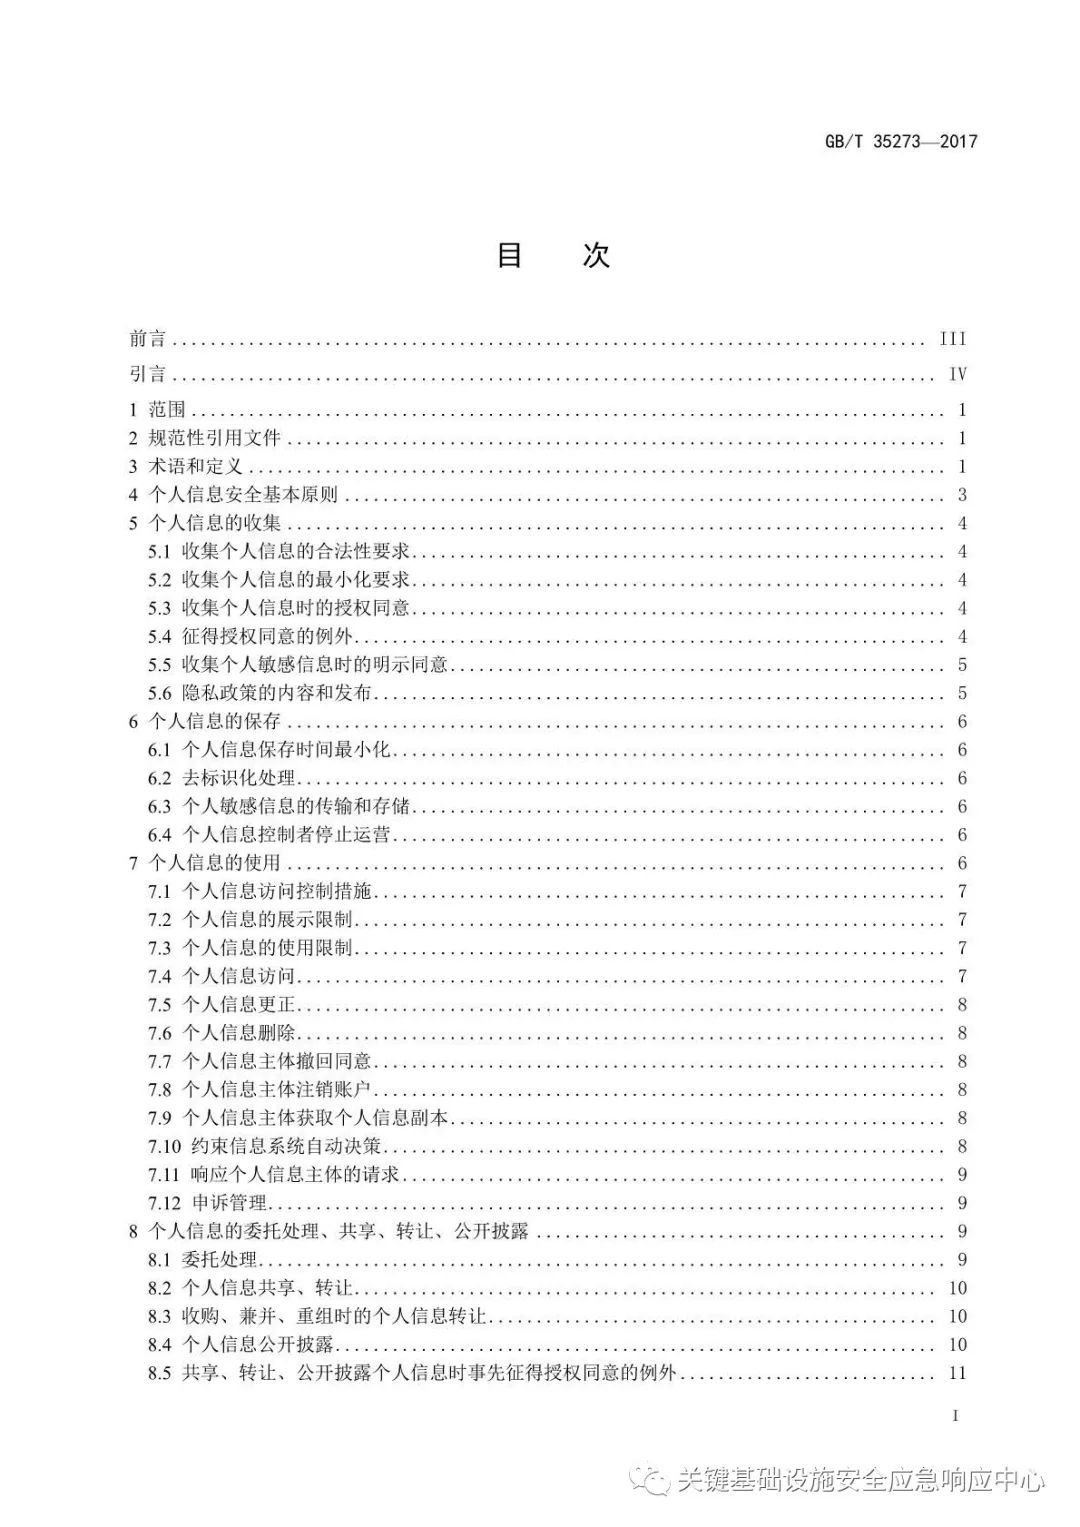 GB/T 35273—2017
目 次
前言 III
引言 IV
1 范围 1
2 规范性引用文件 1
3 术语和定义 1
4 个人信息安全基本原则 3
5 个人信息的收集 4
5.1 收集个人信息的合法性要求 4
5.2 收集个人信息的最小化要求 4
5.3 收集个人信息时的授权同意 4
5.4 征得授权同意的例外 4
5.5 收集个人敏感信息时的明示同意 5
5.6 隐私政策的内容和发布 5
6 个人信息的保存 6
6.1 个人信息保存时间最小化 6
6.2 去标识化处理 6
6.3 个人敏感信息的传输和存储 6
6.4 个人信息控制者停止运营 6
7 个人信息的使用 6
7.1 个人信息访问控制措施 7
7.2 个人信息的展示限制 7
7.3 个人信息的使用限制 7
7.4 个人信息访问 7
7.5 个人信息更正 8
7.6 个人信息删除 8
7.7 个人信息主体撤回同意 8
7.8 个人信息主体注销账户 8
7.9 个人信息主体获取个人信息副本 8
7.10 约束信息系统自动决策 8
7.11 响应个人信息主体的请求 9
7.12 申诉管理 9
8 个人信息的委托处理、共享、转让、公开披露 9
8.1 委托处理 9
8.2 个人信息共享、转让 10
8.3 收购、兼并、重组时的个人信息转让 10
8.4 个人信息公开披露 10
8.5 共享、转让、公开披露个人信息时事先征得授权同意的例外 11
I
关键基础设施安全应急响应中心